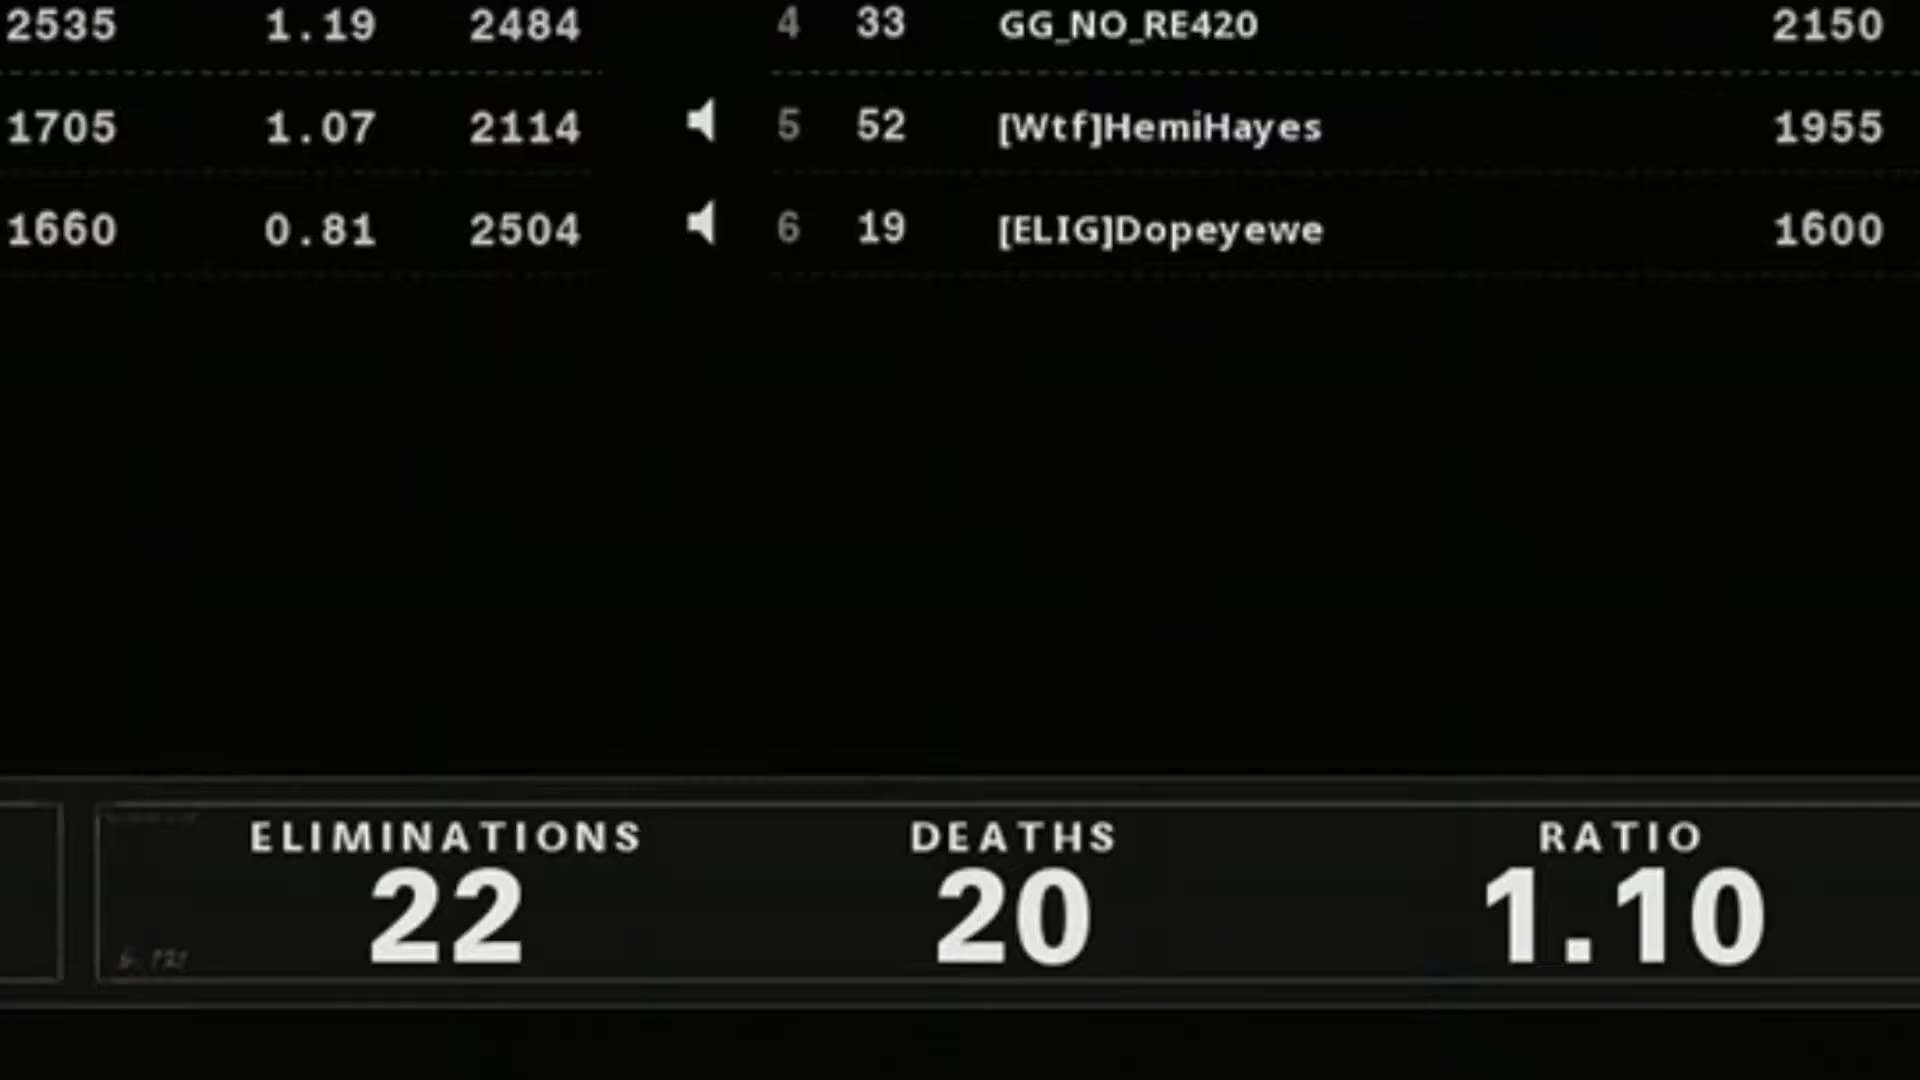 2535 1.19 2484 4 33 GG_NO_RE420 2150
1705 1.07 2114 5 52 [Wtf]HemiHayes 1955
1660 0.81 2504 6 19 [ELIG]Dopeyewe 1600
ELIMINATIONS DEATHS RATIO
22 20 1.10